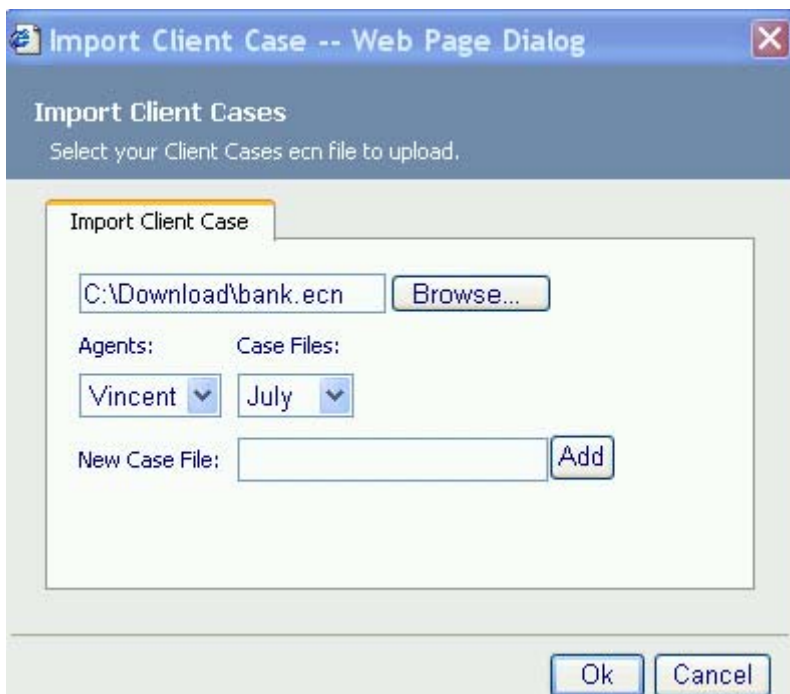 Import Client Case -- Web Page Dialog
Import Client Cases
Select your Client Cases ecn file to upload.
Import Client Case
C:\Download\bank.ecn Browse...
Agents: Case Files:
Vincent July
New Case File: Add
Ok Cancel